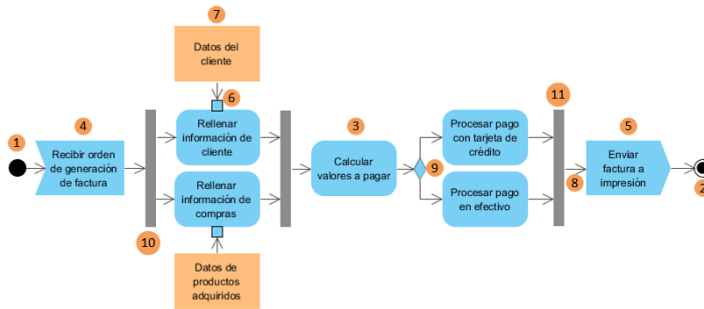 7
Datos del
cliente
6
4
11
1
Recibir orden
de generación
de factura
Rellenar
información de
cliente
3
Calcular
valores a pagar
Procesar pago
con tarjeta de
crédito
5
Enviar
factura a
impresión
9
8
2
Rellenar
información de
compras
Procesar pago
en efectivo
10
Datos de
productos
adquiridos